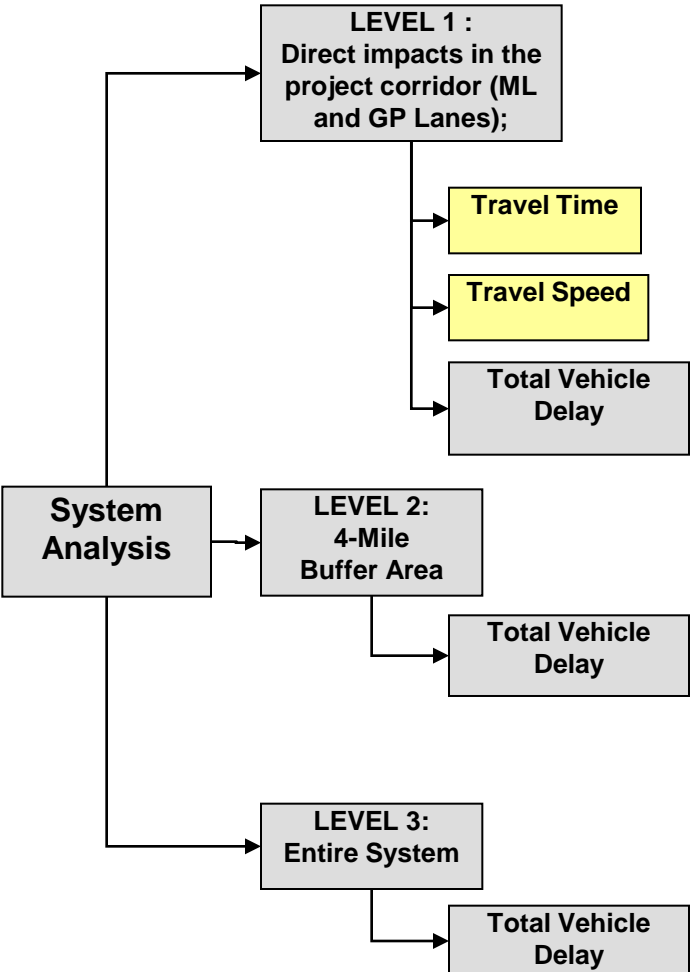 LEVEL 1 :
Direct impacts in the
project corridor (ML
and GP Lanes);
Travel Time
Travel Speed
Total Vehicle
Delay
System
Analysis
LEVEL 2:
4-Mile
Buffer Area
Total Vehicle
Delay
LEVEL 3:
Entire System
Total Vehicle
Delay